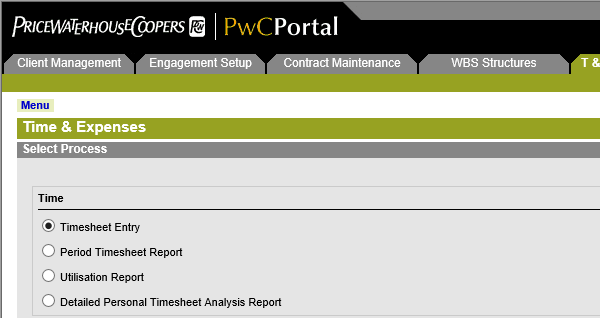 PRICEWATERHOUSECOOPERS pwc PwCPortal
Client Management Engagement Setup Contract Maintenance WBS Structures T &
Menu
Time & Expenses
Select Process
Time
Timesheet Entry
Period Timesheet Report
Utilisation Report
Detailed Personal Timesheet Analysis Report